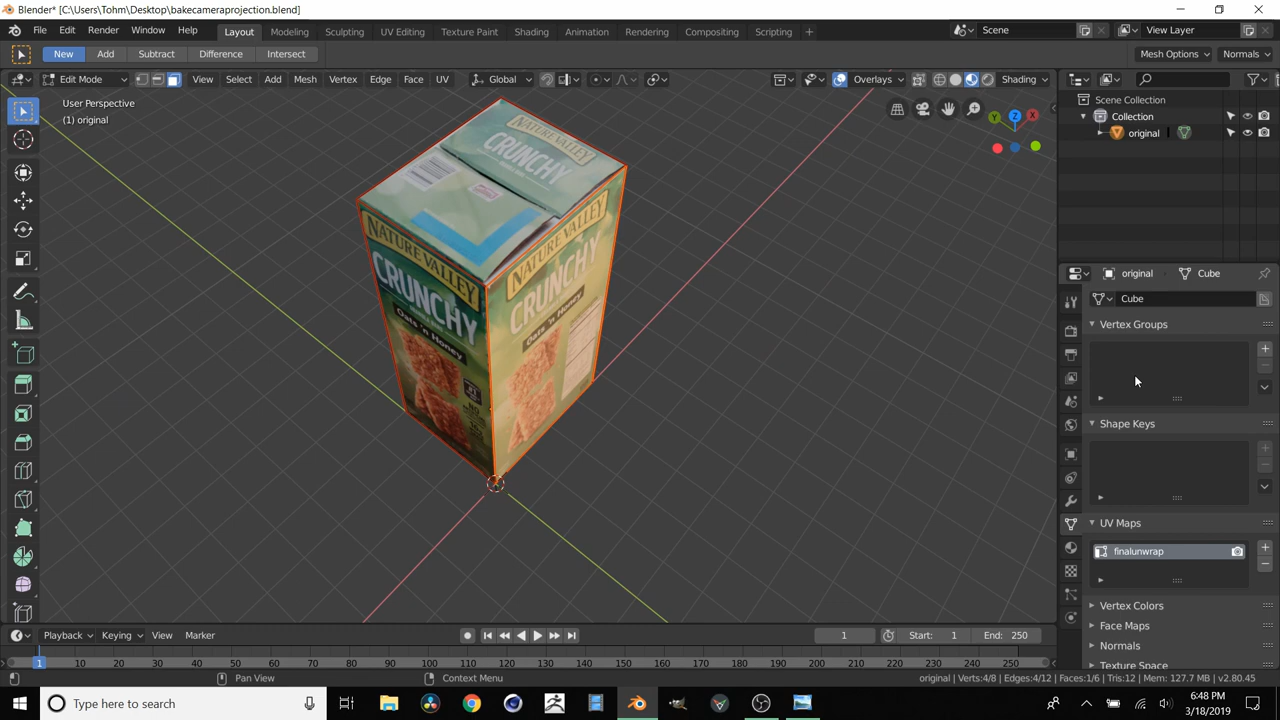 Blender* [C:\Users\Tohm\Desktop\bakecameraprojection.blend]
File Edit Render Window Help
Layout Modeling Sculpting UV Editing Texture Paint Shading Animation Rendering Compositing Scripting +
Scene
View Layer
New Add Subtract Difference Intersect
Mesh Options
Normals
Edit Mode View Select Add Mesh Vertex Edge Face UV
Global
Overlays
Shading
User Perspective
(1) original
Z
Y
X
NATURE VALLEY
CRUNCHY
NATURE VALLEY
CRUNCHY
Oats 'n Honey
NATURE VALLEY
CRUNCHY
Oats 'n Honey
Scene Collection
Collection
original
original Cube
Cube
Vertex Groups
Shape Keys
UV Maps
finalunwrap
Vertex Colors
Face Maps
Normals
Texture Space
Playback Keying View Marker
1
Start: 1
End: 250
1 10 20 30 40 50 60 70 80 90 100 110 120 130 140 150 160 170 180 190 200 210 220 230 240 250
Pan View
Context Menu
original | Verts:4/8 | Edges:4/12 | Faces:1/6 | Tris:12 | Mem: 127.7 MB | v2.80.45
Type here to search
6:48 PM
3/18/2019